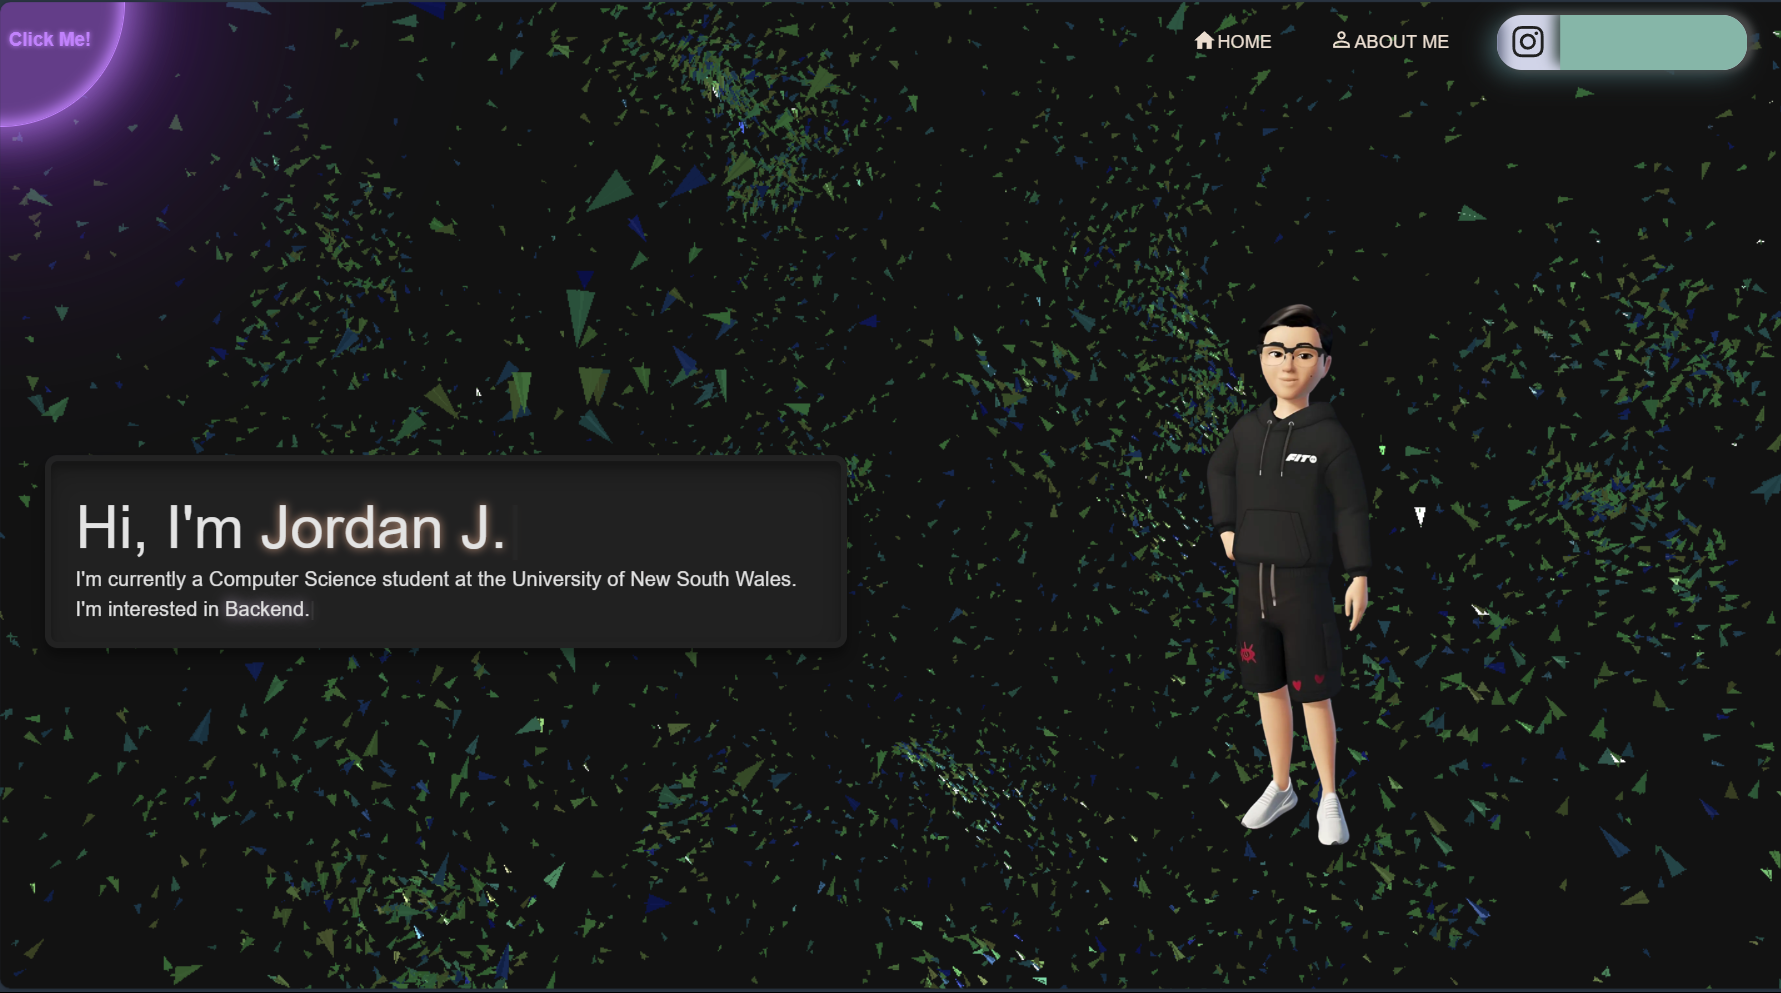 Click Me!
HOME
ABOUT ME
Hi, I'm Jordan J.
I'm currently a Computer Science student at the University of New South Wales.
I'm interested in Backend.
FIT